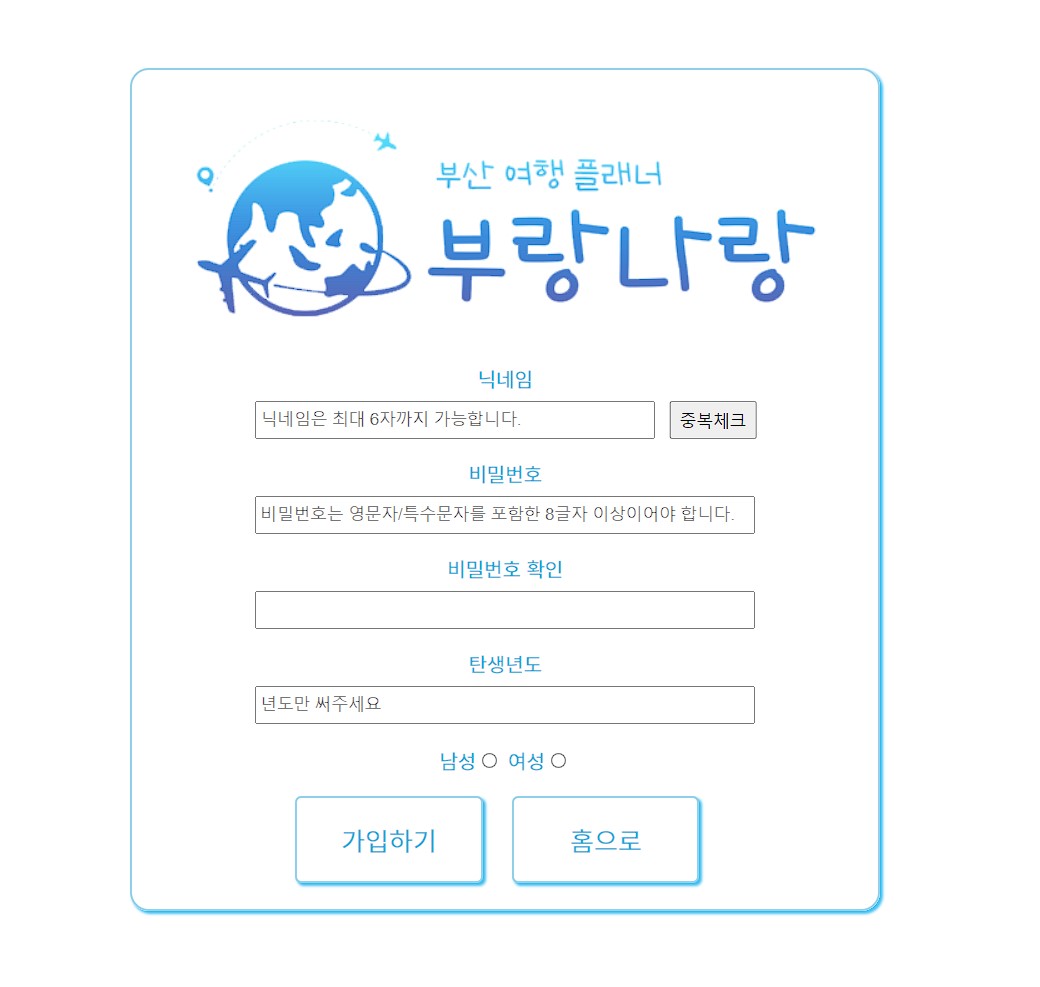 부산 여행 플래너
부랑나랑
닉네임
닉네임은 최대 6자까지 가능합니다.
중복체크
비밀번호
비밀번호는 영문자/특수문자를 포함한 8글자 이상이어야 합니다.
비밀번호 확인
탄생년도
년도만 써주세요
남성 여성
가입하기 홈으로